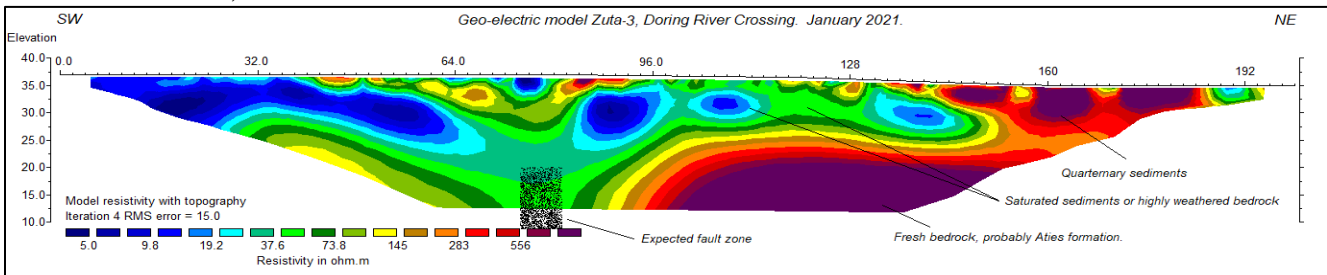 SW
Geo-electric model Zuta-3, Doring River Crossing. January 2021.
NE
Elevation
0.0 32.0 64.0 96.0 128 160 192
40.0
35.0
30.0
25.0
20.0
15.0
10.0
Quarternary sediments
Saturated sediments or highly weathered bedrock
Fresh bedrock, probably Aties formation.
Expected fault zone
Model resistivity with topography
Iteration 4 RMS error = 15.0
5.0 9.8 19.2 37.6 73.8 145 283 556
Resistivity in ohm.m